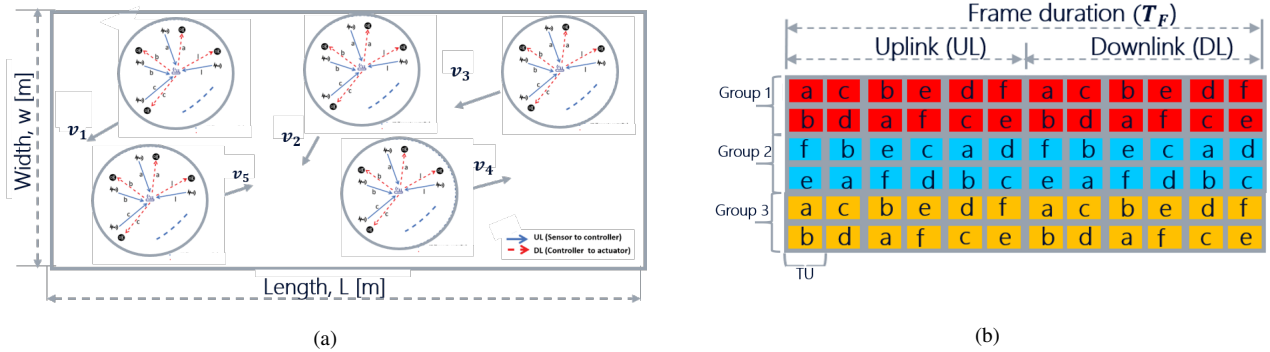 Width, w [m]
v₁
v₂
v₃
v₄
v₅
a
a
b
b
c
c
j
j
UL (Sensor to controller)
DL (Controller to actuator)
Length, L [m]
(a)
Frame duration (T_F)
Uplink (UL)
Downlink (DL)
Group 1
a c b e d f a c b e d f
b d a f c e b d a f c e
Group 2
f b e c a d f b e c a d
e a f d b c e a f d b c
Group 3
a c b e d f a c b e d f
b d a f c e b d a f c e
TU
(b)